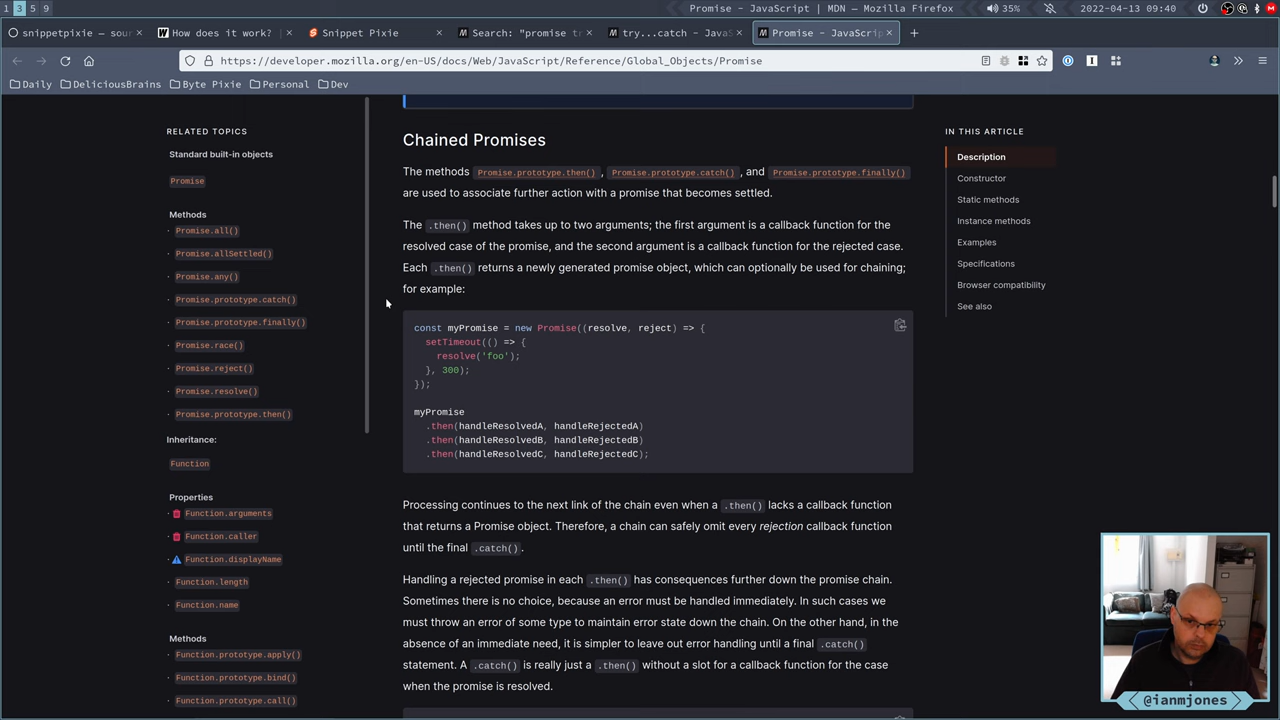 1 3 5 9
Promise - JavaScript | MDN — Mozilla Firefox
35%
2022-04-13 09:40
snippetpixie — sour
How does it work?
Snippet Pixie
Search: "promise tr
try...catch - JavaSc
Promise - JavaScrip
https://developer.mozilla.org/en-US/docs/Web/JavaScript/Reference/Global_Objects/Promise
Daily
DeliciousBrains
Byte Pixie
Personal
Dev
RELATED TOPICS
Standard built-in objects
Promise
Methods
Promise.all()
Promise.allSettled()
Promise.any()
Promise.prototype.catch()
Promise.prototype.finally()
Promise.race()
Promise.reject()
Promise.resolve()
Promise.prototype.then()
Inheritance:
Function
Properties
Function.arguments
Function.caller
Function.displayName
Function.length
Function.name
Methods
Function.prototype.apply()
Function.prototype.bind()
Function.prototype.call()
Chained Promises
The methods Promise.prototype.then(), Promise.prototype.catch(), and Promise.prototype.finally()
are used to associate further action with a promise that becomes settled.
The .then() method takes up to two arguments; the first argument is a callback function for the
resolved case of the promise, and the second argument is a callback function for the rejected case.
Each .then() returns a newly generated promise object, which can optionally be used for chaining;
for example:
const myPromise = new Promise((resolve, reject) => {
setTimeout(() => {
resolve('foo');
}, 300);
});
myPromise
.then(handleResolvedA, handleRejectedA)
.then(handleResolvedB, handleRejectedB)
.then(handleResolvedC, handleRejectedC);
Processing continues to the next link of the chain even when a .then() lacks a callback function
that returns a Promise object. Therefore, a chain can safely omit every rejection callback function
until the final .catch().
Handling a rejected promise in each .then() has consequences further down the promise chain.
Sometimes there is no choice, because an error must be handled immediately. In such cases we
must throw an error of some type to maintain error state down the chain. On the other hand, in the
absence of an immediate need, it is simpler to leave out error handling until a final .catch()
statement. A .catch() is really just a .then() without a slot for a callback function for the case
when the promise is resolved.
IN THIS ARTICLE
Description
Constructor
Static methods
Instance methods
Examples
Specifications
Browser compatibility
See also
@ianmjones